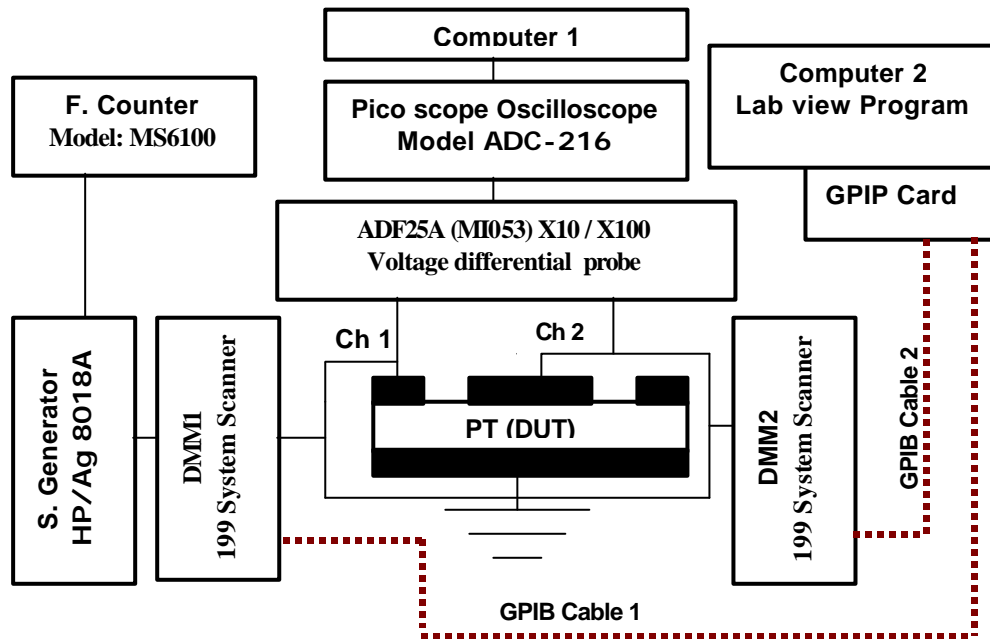 Computer 1
Computer 2
Lab view Program
F. Counter
Model: MS6100
Pico scope Oscilloscope
Model ADC-216
GPIP Card
ADF25A (MI053) X10 / X100
Voltage differential probe
Ch 1
Ch 2
S. Generator
HP/Ag 8018A
DMM1
199 System Scanner
PT (DUT)
DMM2
199 System Scanner
GPIB Cable 2
GPIB Cable 1